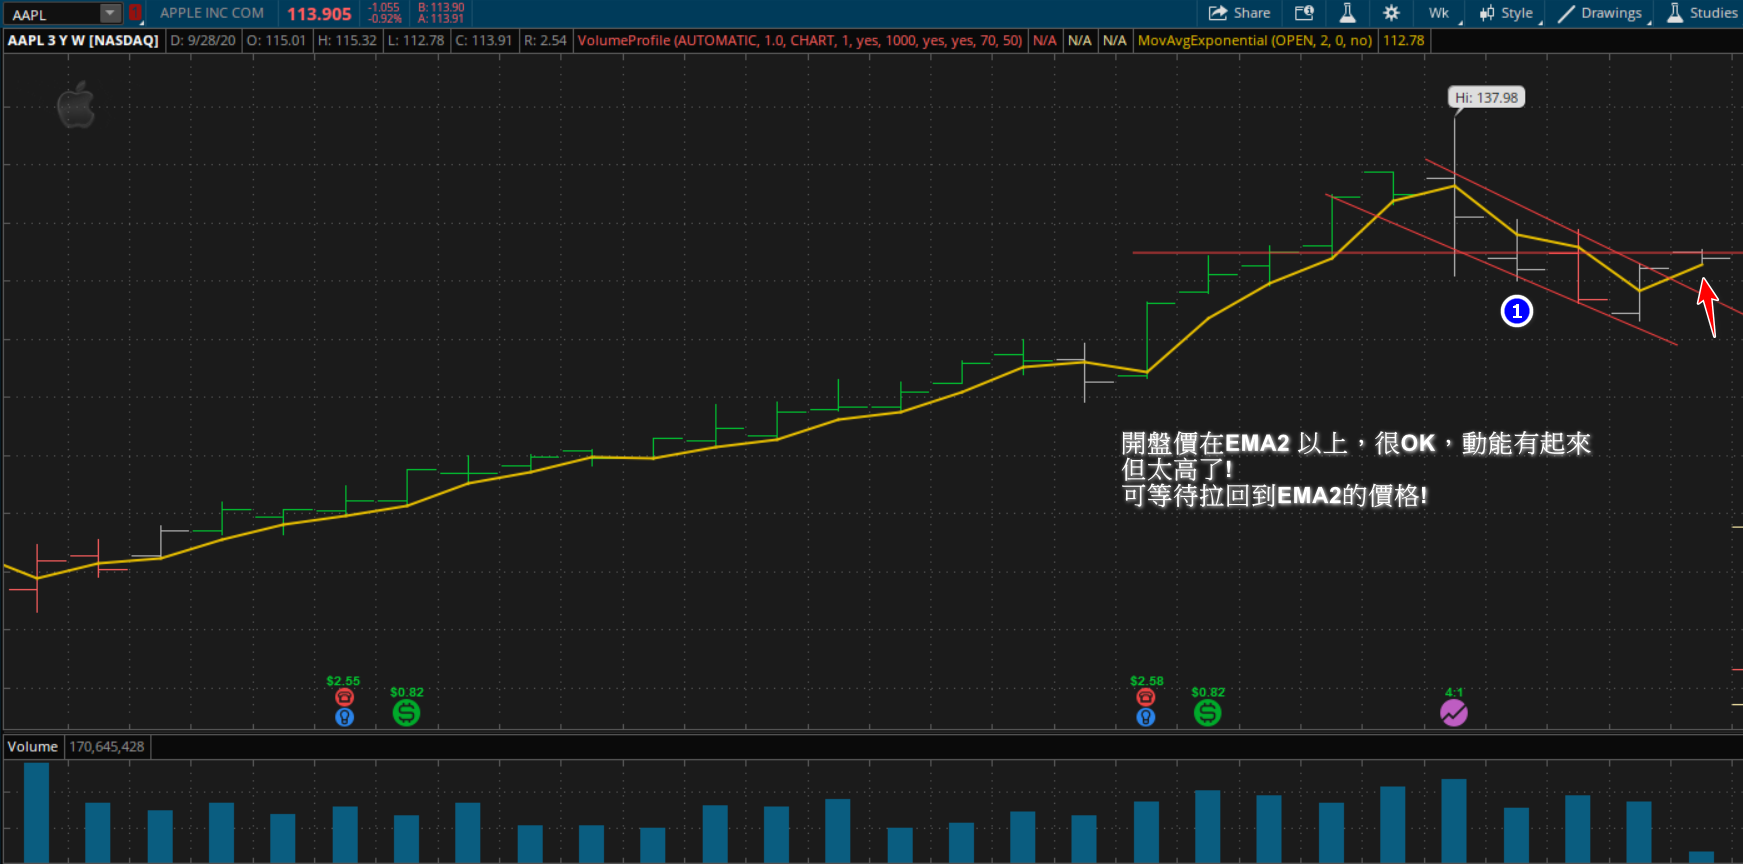 AAPL
APPLE INC COM
113.905
-1.055
-0.92%
B: 113.90
A: 113.91
Share
Wk
Style
Drawings
Studies
AAPL 3 Y W [NASDAQ]
D: 9/28/20
O: 115.01
H: 115.32
L: 112.78
C: 113.91
R: 2.54
VolumeProfile (AUTOMATIC, 1.0, CHART, 1, yes, 1000, yes, yes, 70, 50)
N/A
N/A
N/A
MovAvgExponential (OPEN, 2, 0, no)
112.78
Hi: 137.98
1
開盤價在EMA2 以上，很OK，動能有起來
但太高了!
可等待拉回到EMA2的價格!
$2.55
$0.82
$2.58
$0.82
4:1
Volume
170,645,428